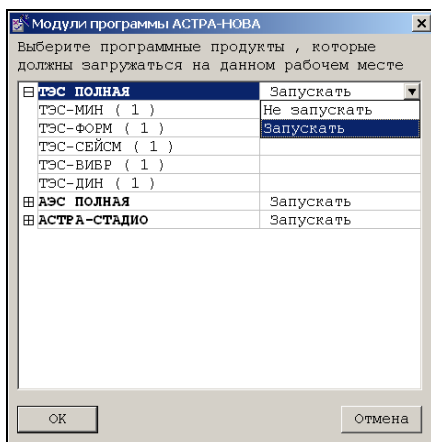 Модули программы АСТРА-НОВА
Выберите программные продукты , которые
должны загружаться на данном рабочем месте
ТЭС ПОЛНАЯ Запускать
ТЭС-МИН ( 1 ) Не запускать
ТЭС-ФОРМ ( 1 ) Запускать
ТЭС-СЕЙСМ ( 1 )
ТЭС-ВИБР ( 1 )
ТЭС-ДИН ( 1 )
АЭС ПОЛНАЯ Запускать
АСТРА-СТАДИО Запускать
ОК Отмена